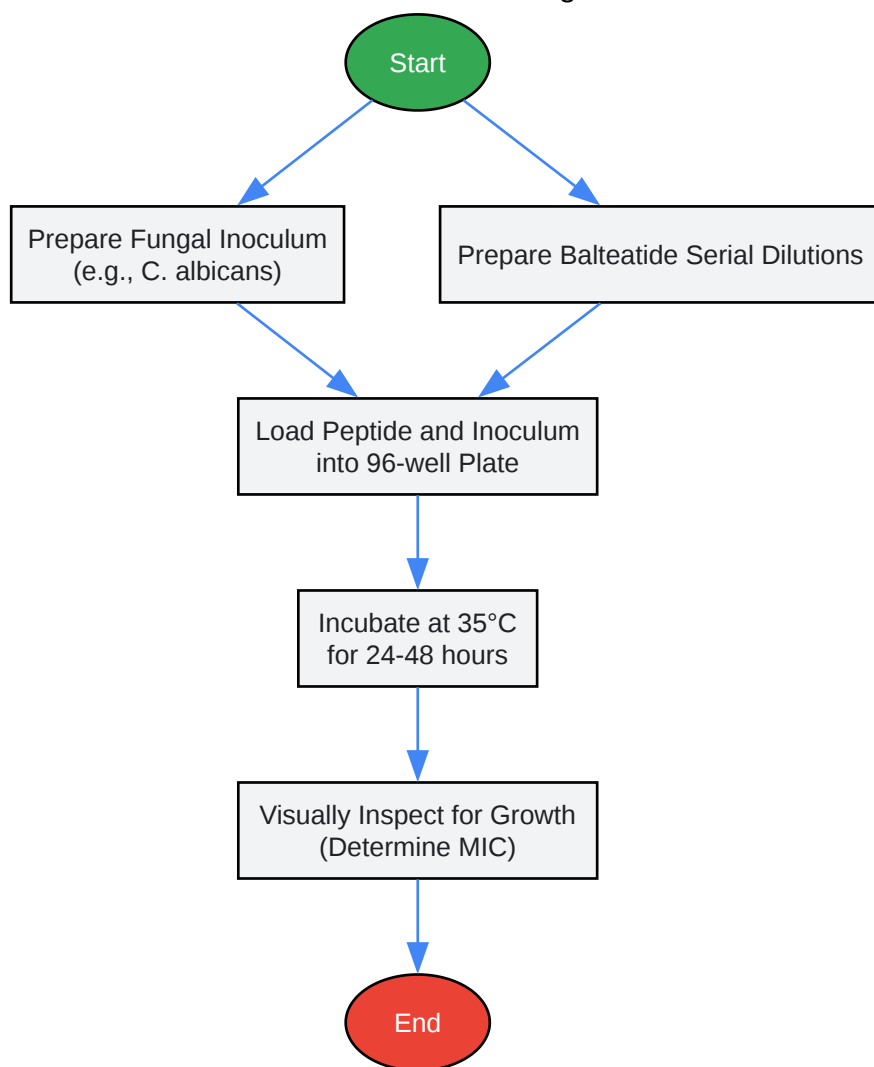 Start
Prepare Fungal Inoculum
(e.g., C. albicans)
Prepare Balteatide Serial Dilutions
Load Peptide and Inoculum
into 96-well Plate
Incubate at 35°C
for 24-48 hours
Visually Inspect for Growth
(Determine MIC)
End